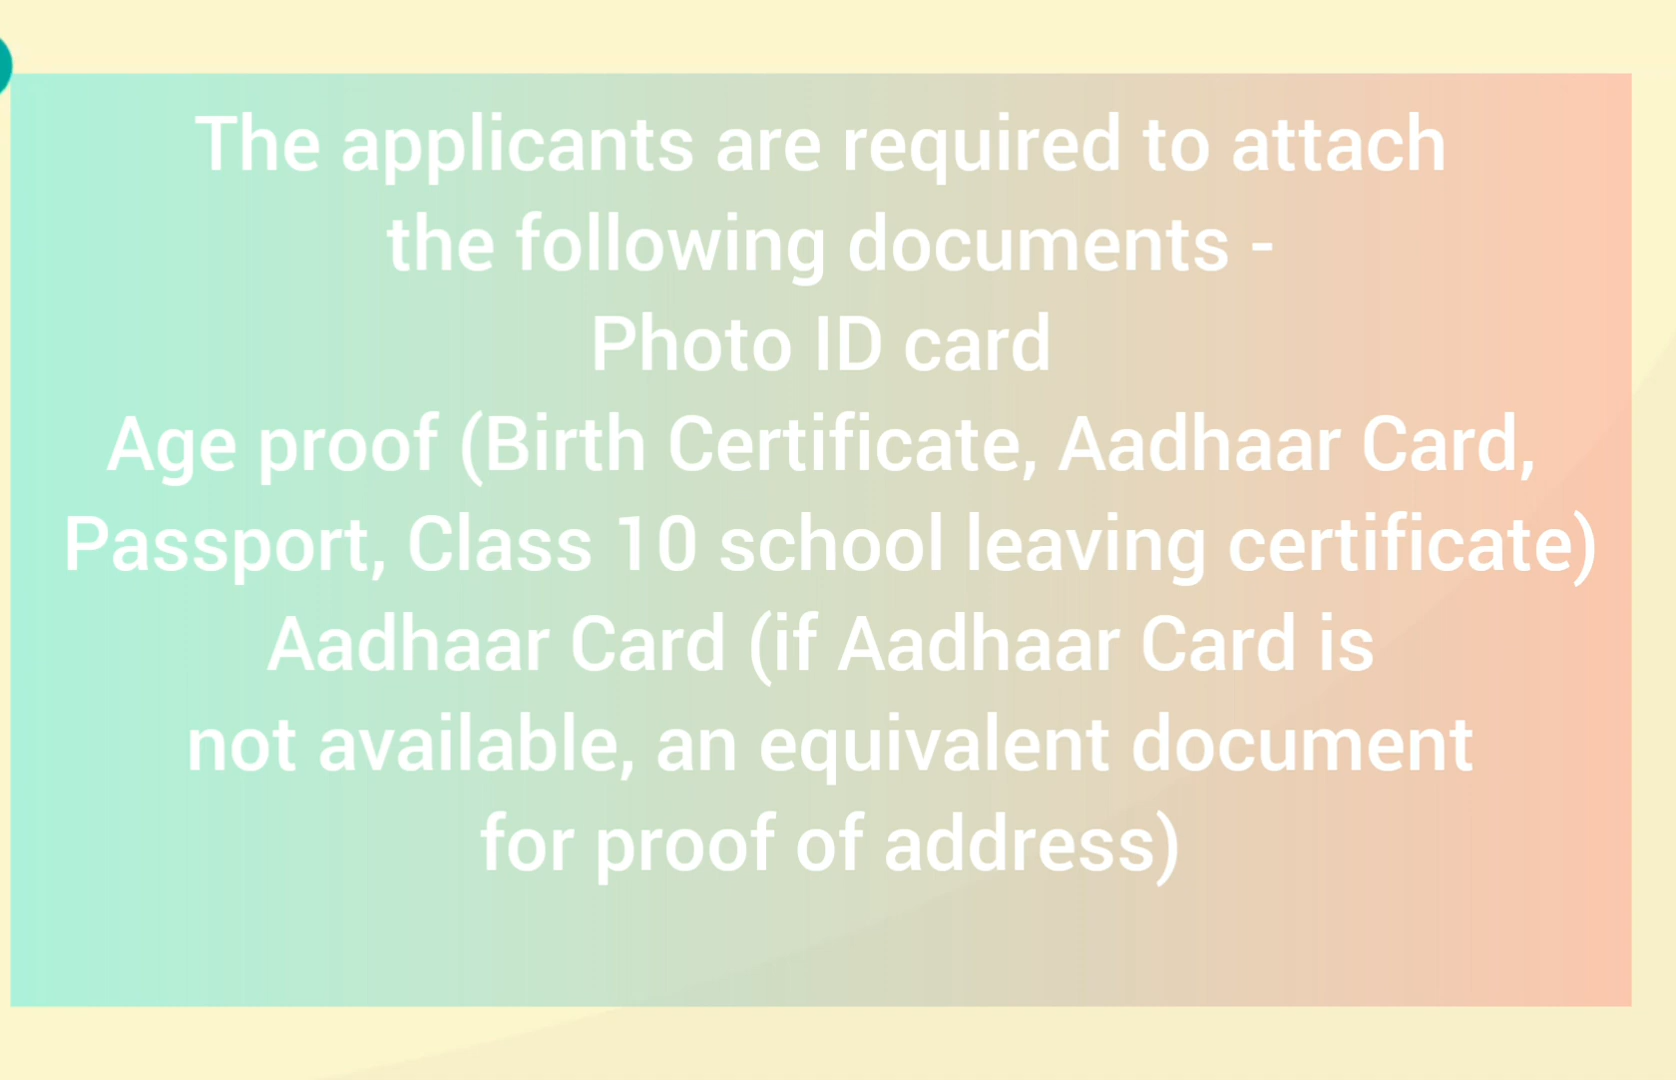 The applicants are required to attach
the following documents -
Photo ID card
Age proof (Birth Certificate, Aadhaar Card,
Passport, Class 10 school leaving certificate)
Aadhaar Card (if Aadhaar Card is
not available, an equivalent document
for proof of address)